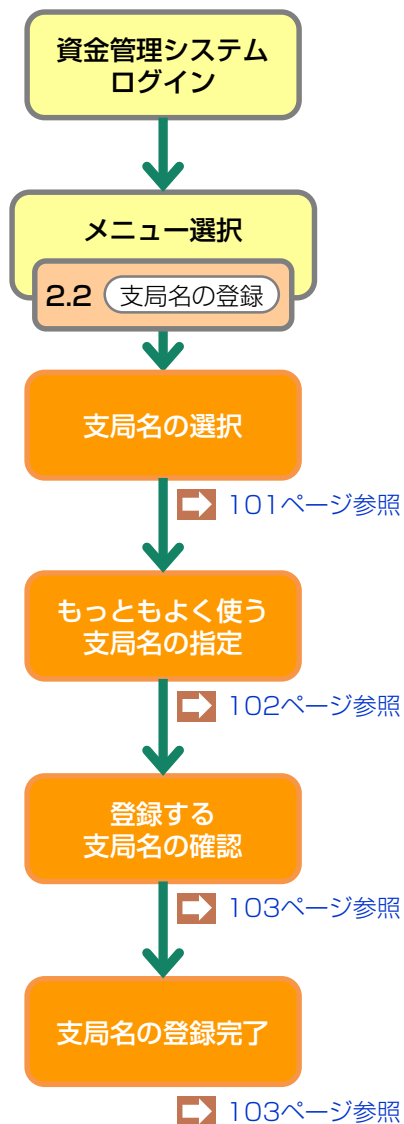 資金管理システム
ログイン
メニュー選択
2.2 支局名の登録
支局名の選択
101ページ参照
もっともよく使う
支局名の指定
102ページ参照
登録する
支局名の確認
103ページ参照
支局名の登録完了
103ページ参照